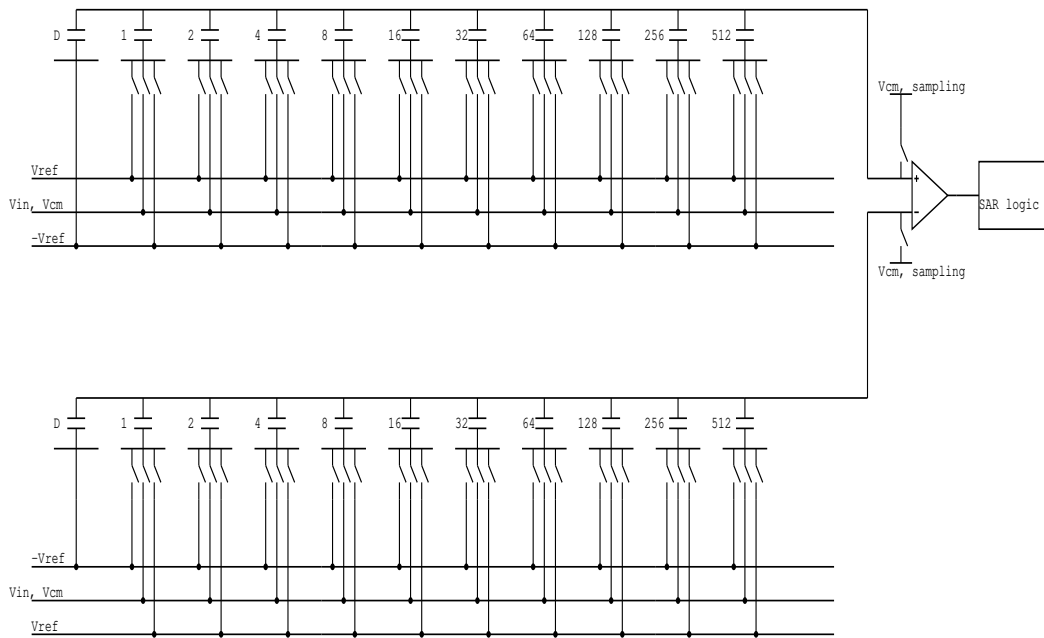 D 1 2 4 8 16 32 64 128 256 512
Vcm, sampling
Vref
+
Vin, Vcm
-
SAR logic
-Vref
Vcm, sampling
D 1 2 4 8 16 32 64 128 256 512
-Vref
Vin, Vcm
Vref